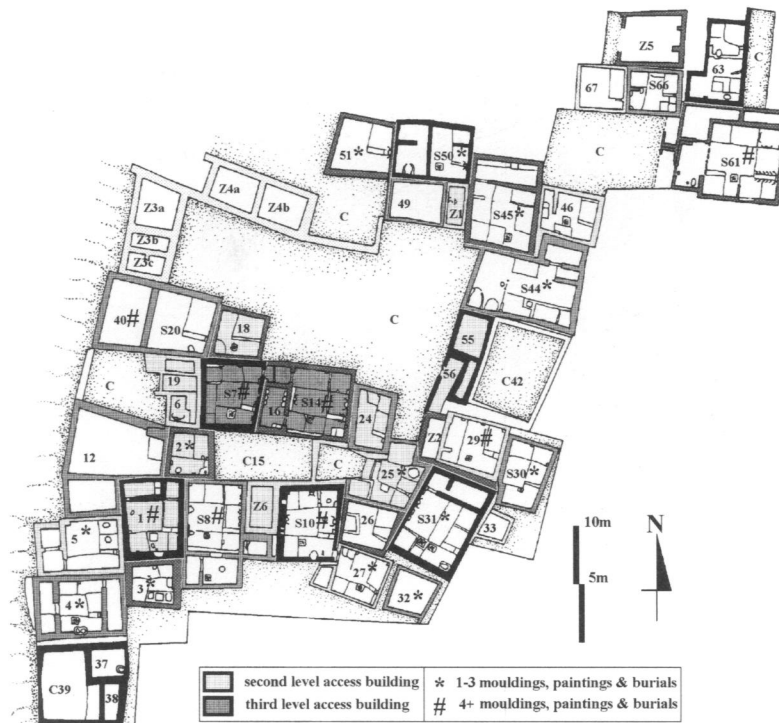 Z5
63
C
67
S66
C
S61#
51*
S50*
C
49
Z1
S45*
46
Z4a
Z4b
Z3a
Z3b
Z3c
C
S44*
40#
S20
18
55
56
C42
C
19
6
S7#
16
S14#
24
12
2*
C15
C
25*
Z2
29#
S30*
1#
S8#
Z6
S10#
26
S31*
33
5*
3*
27*
32*
4*
C39
37
38
10m
5m
N
second level access building
third level access building
* 1-3 mouldings, paintings & burials
# 4+ mouldings, paintings & burials